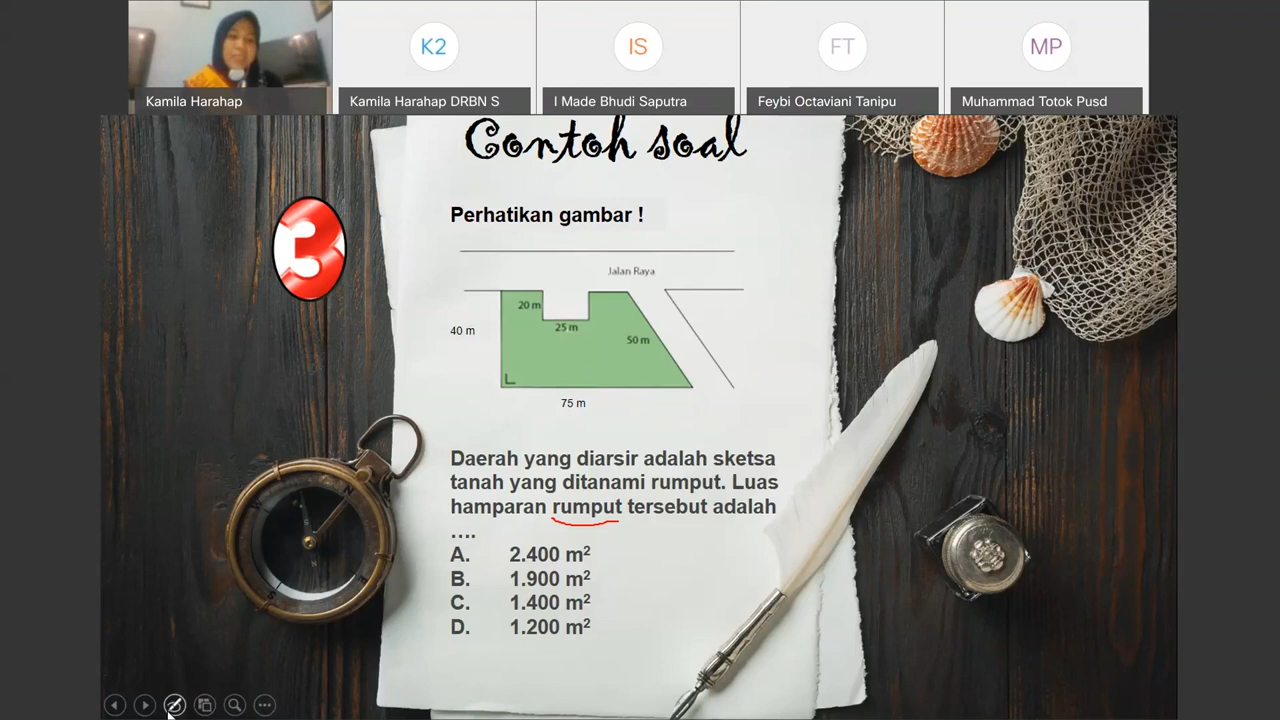 K2
IS
FT
MP
Kamila Harahap
Kamila Harahap DRBN S
I Made Bhudi Saputra
Feybi Octaviani Tanipu
Muhammad Totok Pusd
Contoh soal
3
Perhatikan gambar !
Jalan Raya
20 m
25 m
40 m
50 m
75 m
Daerah yang diarsir adalah sketsa
tanah yang ditanami rumput. Luas
hamparan rumput tersebut adalah
....
A. 2.400 m²
B. 1.900 m²
C. 1.400 m²
D. 1.200 m²